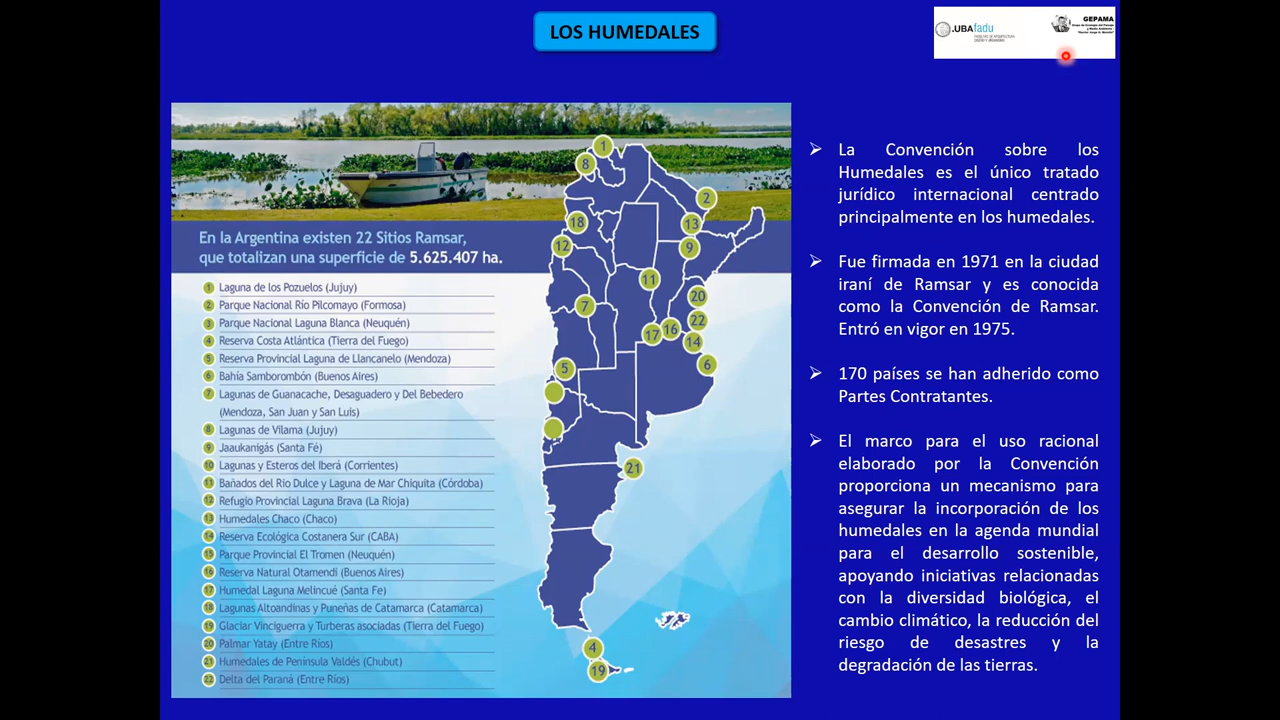 LOS HUMEDALES
.UBAfadu
FACULTAD DE ARQUITECTURA
DISEÑO Y URBANISMO
GEPAMA
Grupo de Ecología del Paisaje
y Medio Ambiente
En la Argentina existen 22 Sitios Ramsar,
que totalizan una superficie de 5.625.407 ha.
1 Laguna de los Pozuelos (Jujuy)
2 Parque Nacional Río Pilcomayo (Formosa)
3 Parque Nacional Laguna Blanca (Neuquén)
4 Reserva Costa Atlántica (Tierra del Fuego)
5 Reserva Provincial Laguna de Llancanelo (Mendoza)
6 Bahía Samborombón (Buenos Aires)
7 Lagunas de Guanacache, Desaguadero y Del Bebedero
(Mendoza, San Juan y San Luis)
8 Lagunas de Vilama (Jujuy)
9 Jaaukanigás (Santa Fé)
10 Lagunas y Esteros del Iberá (Corrientes)
11 Bañados del Rio Dulce y Laguna de Mar Chiquita (Córdoba)
12 Refugio Provincial Laguna Brava (La Rioja)
13 Humedales Chaco (Chaco)
14 Reserva Ecológica Costanera Sur (CABA)
15 Parque Provincial El Tromen (Neuquén)
16 Reserva Natural Otamendi (Buenos Aires)
17 Humedal Laguna Melincué (Santa Fe)
18 Lagunas Altoandinas y Puneñas de Catamarca (Catamarca)
19 Glaciar Vinciguerra y Turberas asociadas (Tierra del Fuego)
20 Palmar Yatay (Entre Ríos)
21 Humedales de Península Valdés (Chubut)
22 Delta del Paraná (Entre Ríos)
1
8
2
18
13
12
9
11
20
7
22
17
16
14
6
5
21
4
19
La Convención sobre los
Humedales es el único tratado
jurídico internacional centrado
principalmente en los humedales.
Fue firmada en 1971 en la ciudad
iraní de Ramsar y es conocida
como la Convención de Ramsar.
Entró en vigor en 1975.
170 países se han adherido como
Partes Contratantes.
El marco para el uso racional
elaborado por la Convención
proporciona un mecanismo para
asegurar la incorporación de los
humedales en la agenda mundial
para el desarrollo sostenible,
apoyando iniciativas relacionadas
con la diversidad biológica, el
cambio climático, la reducción del
riesgo de desastres y la
degradación de las tierras.